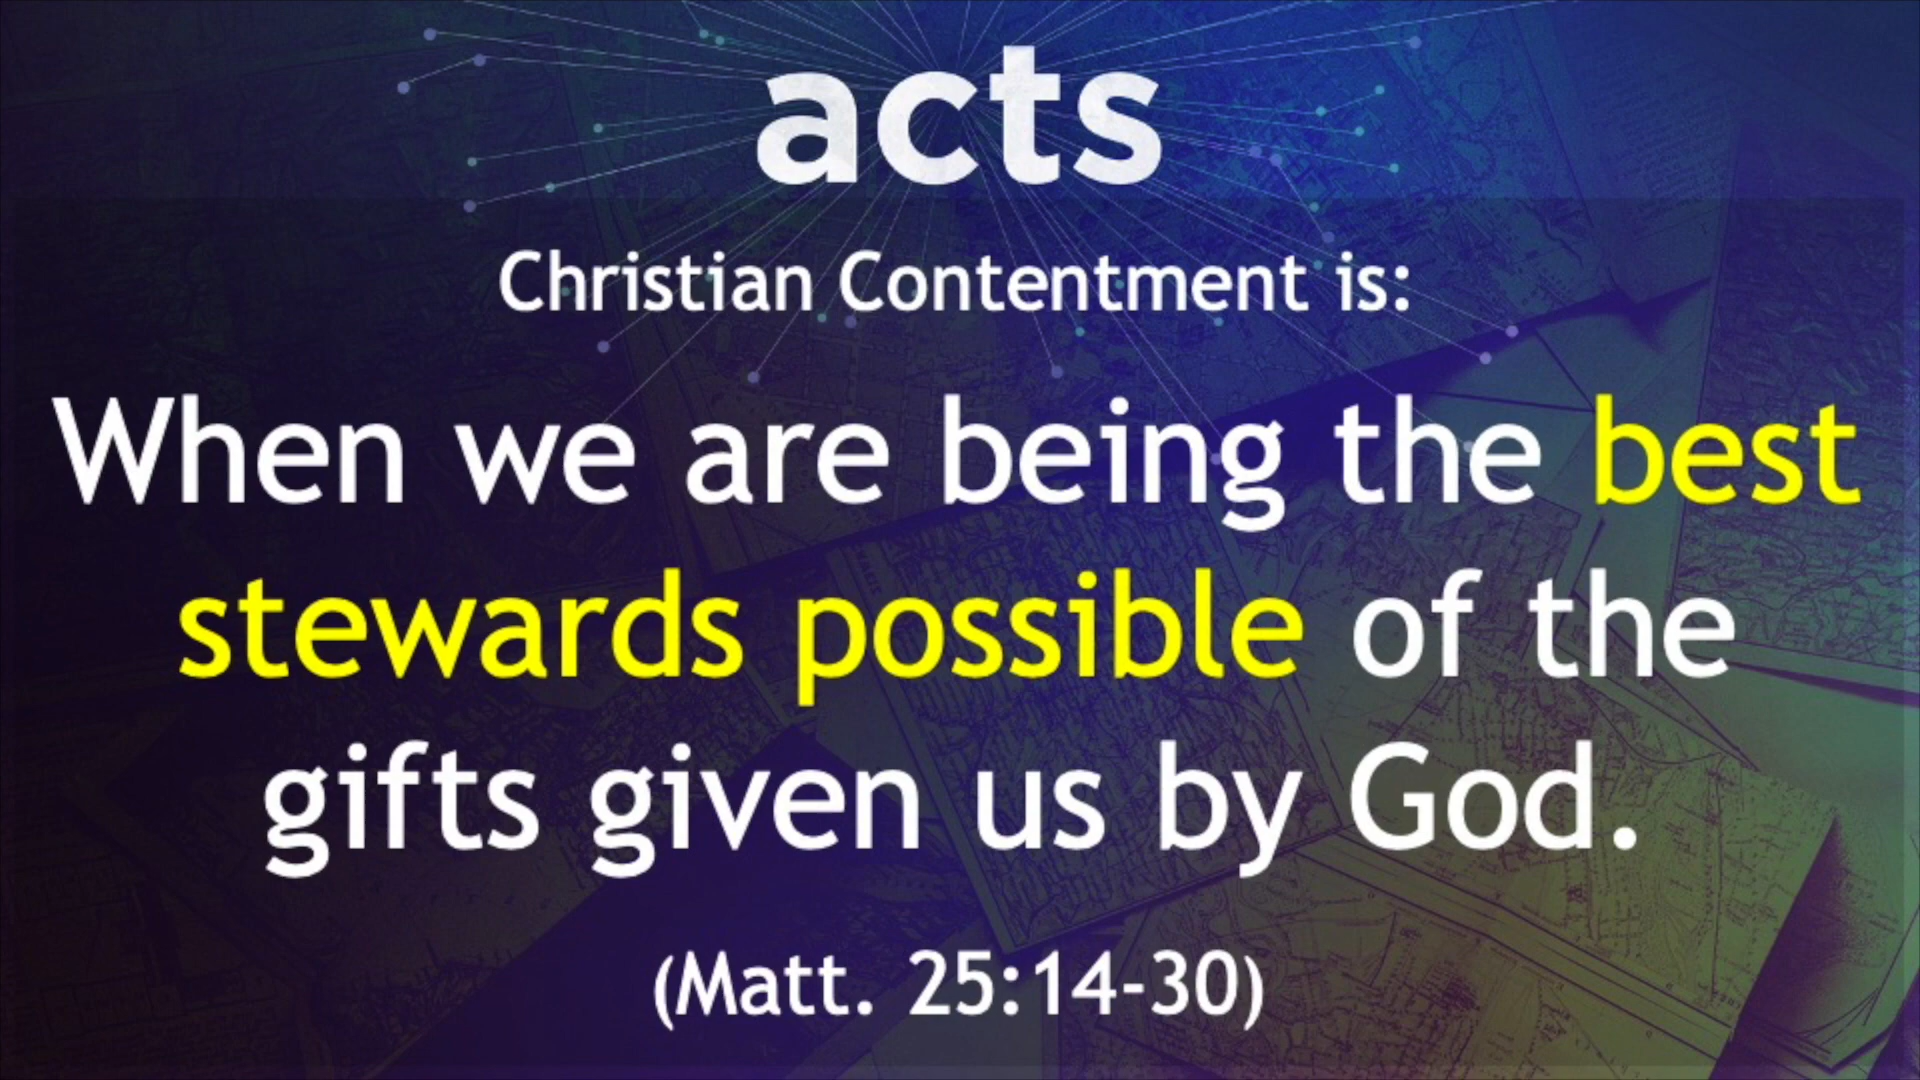 acts
Christian Contentment is:
When we are being the best
stewards possible of the
gifts given us by God.
(Matt. 25:14-30)